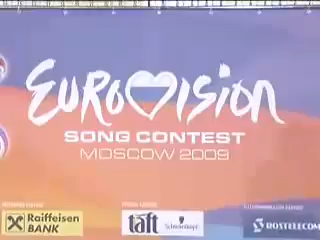 EUROVISION
SONG CONTEST
MOSCOW 2009
Raiffeisen
BANK
taft
Schwarzkopf
ROSTELECOM